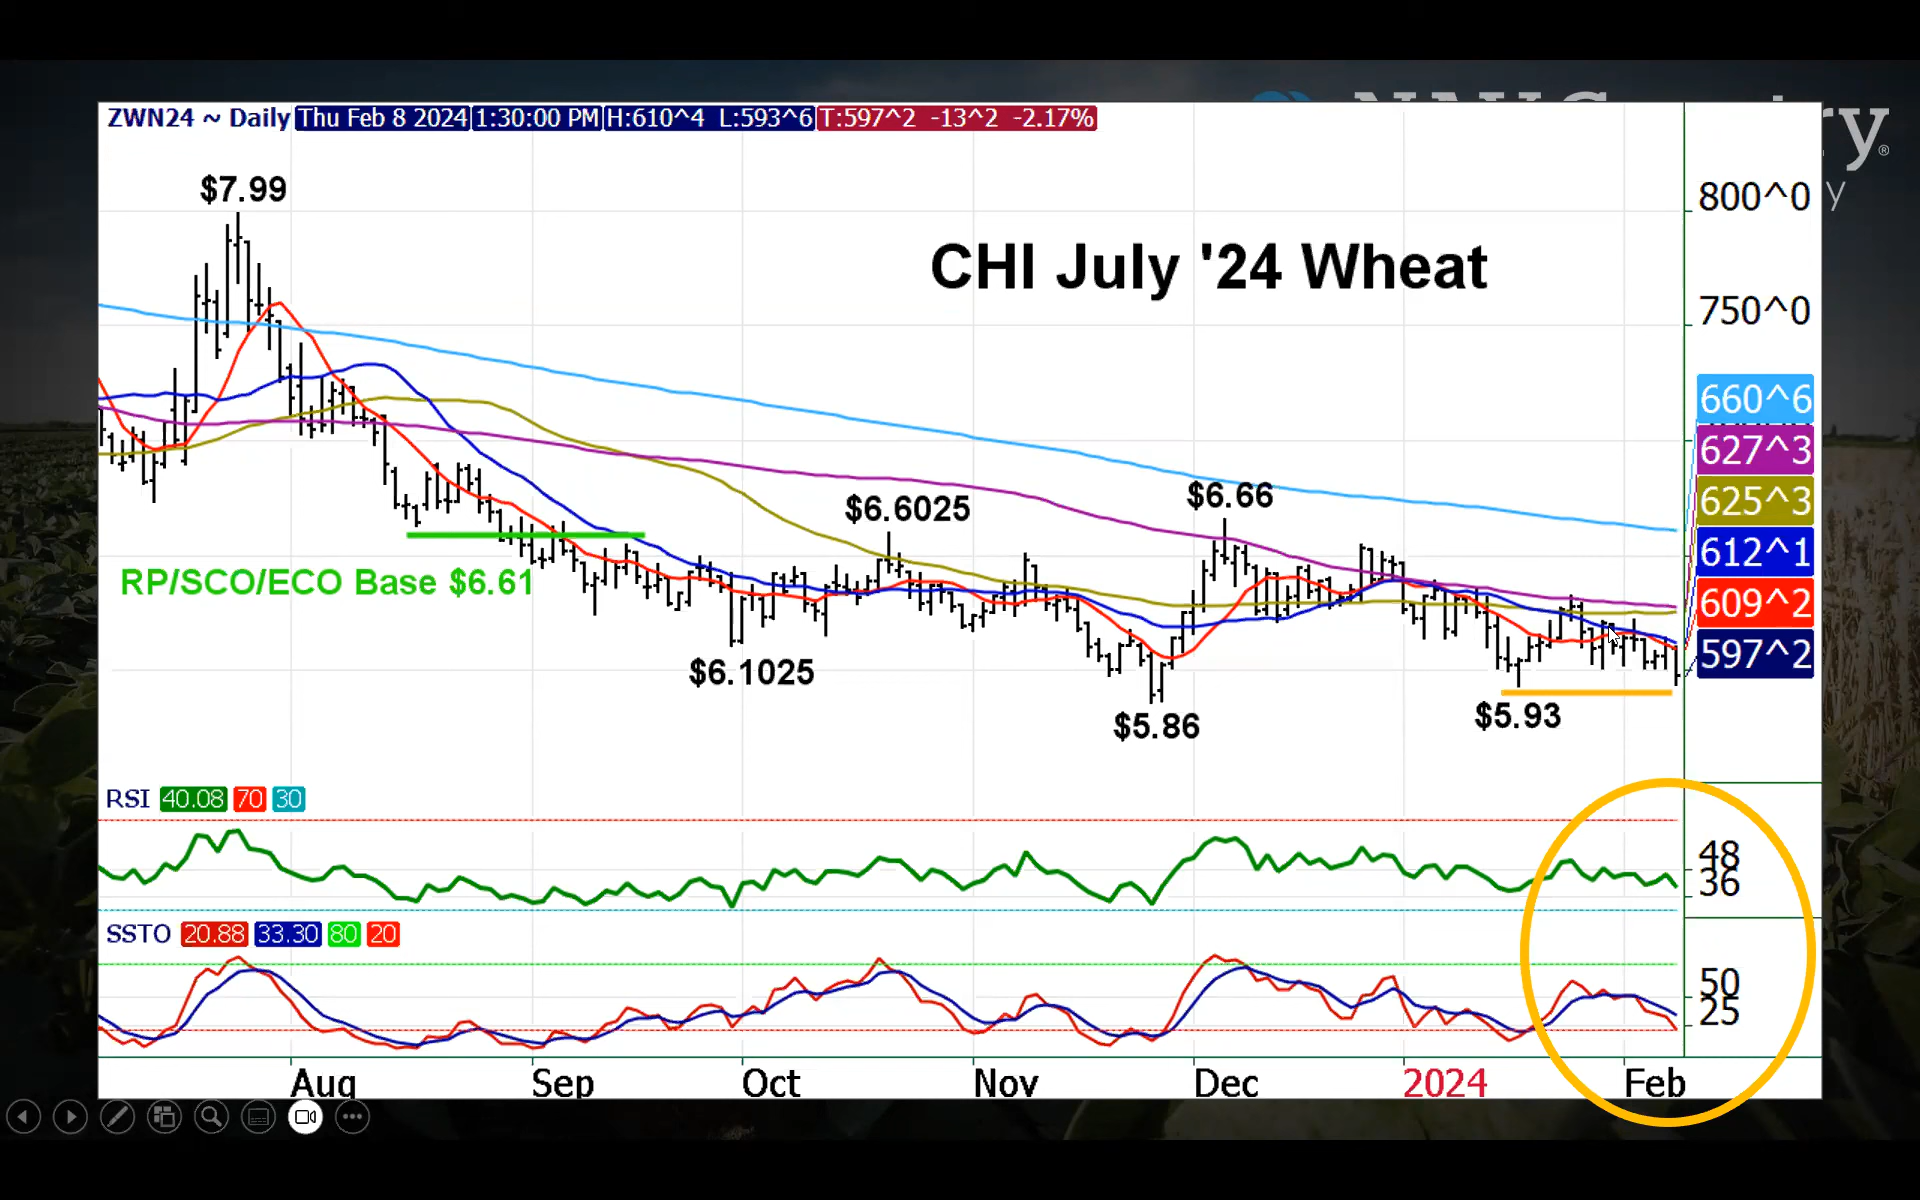 ZWN24 ~ Daily Thu Feb 8 2024 1:30:00 PM H:610^4 L:593^6 T:597^2 -13^2 -2.17%
ry®
y
$7.99
800^0
CHI July '24 Wheat
750^0
660^6
627^3
$6.6025
$6.66
625^3
612^1
RP/SCO/ECO Base $6.61
609^2
597^2
$6.1025
$5.86
$5.93
RSI 40.08 70 30
48
36
SSTO 20.88 33.30 80 20
50
25
Aug Sep Oct Nov Dec 2024 Feb